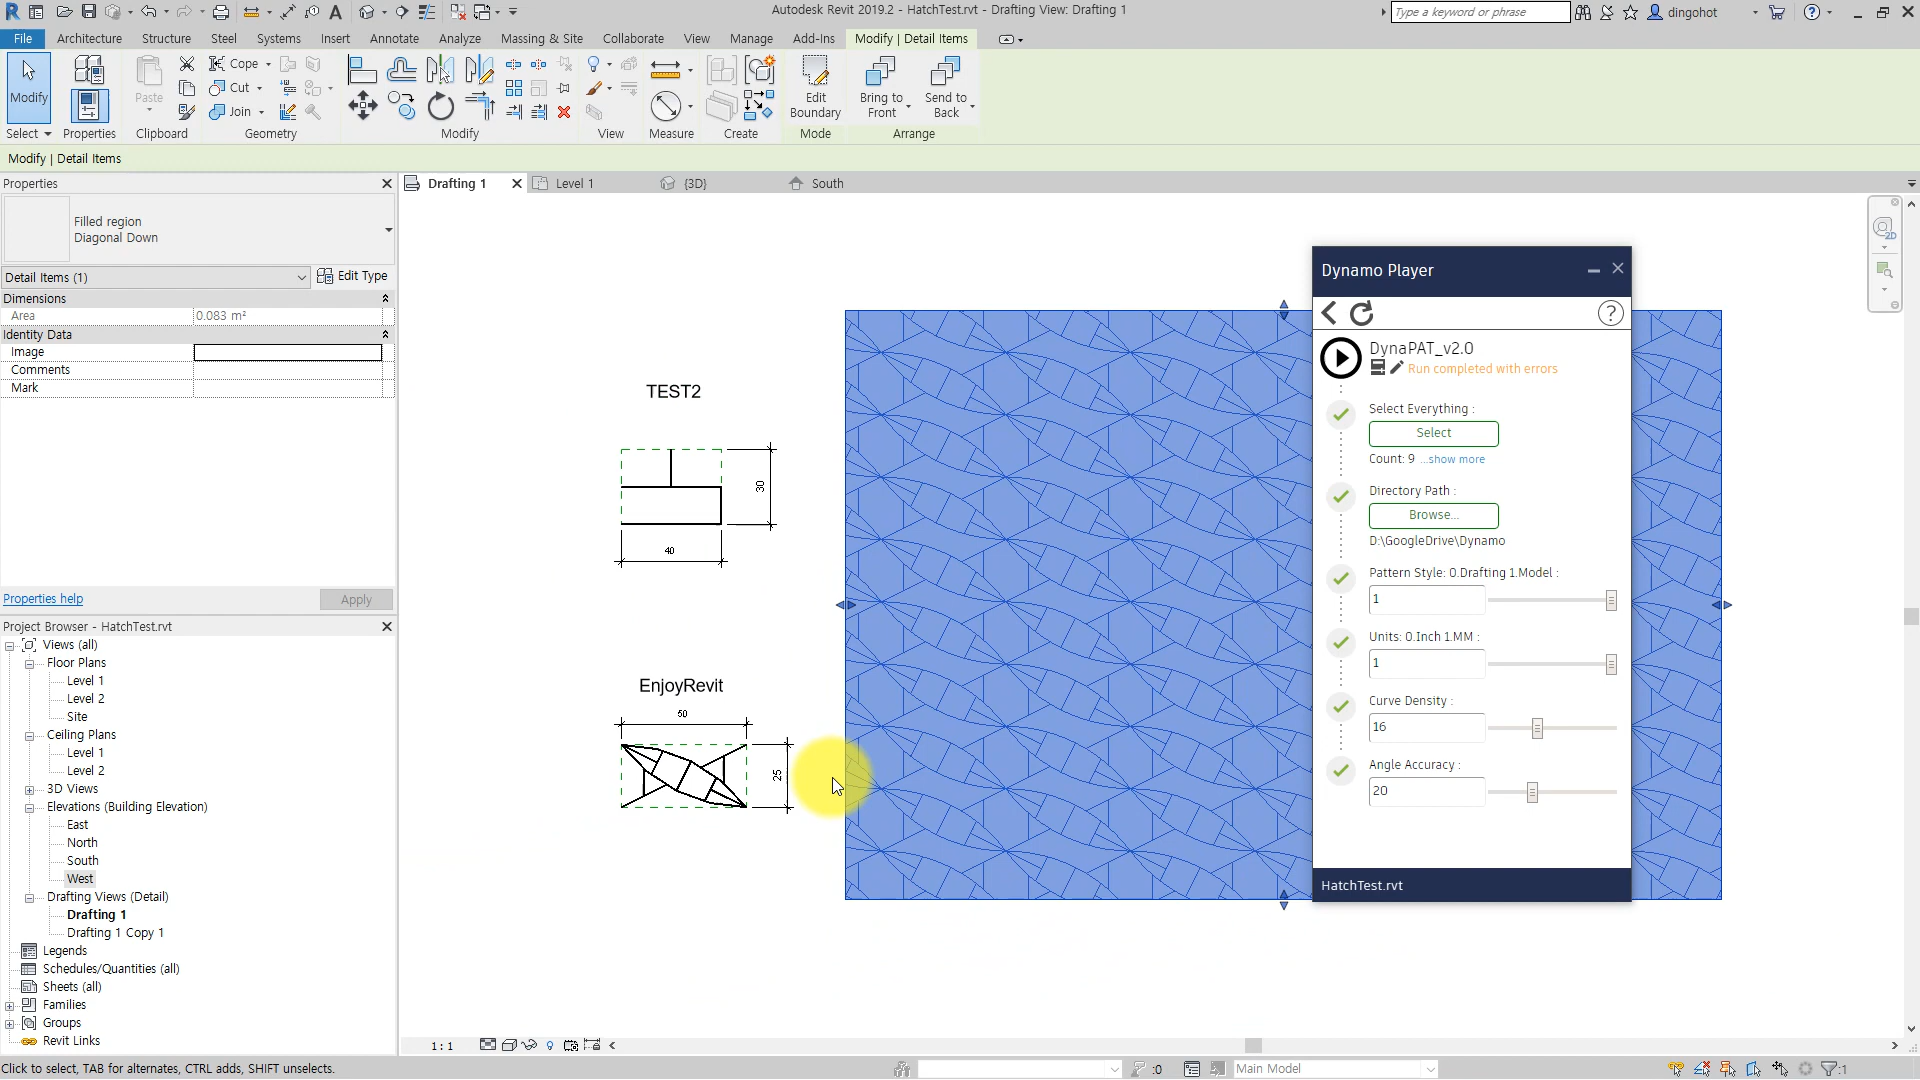 Autodesk Revit 2019.2 - HatchTest.rvt - Drafting View: Drafting 1
Type a keyword or phrase
dingohot
File
Architecture
Structure
Steel
Systems
Insert
Annotate
Analyze
Massing & Site
Collaborate
View
Manage
Add-Ins
Modify | Detail Items
Modify
Paste
Cope
Cut
Join
Edit
Boundary
Bring to
Front
Send to
Back
Select
Properties
Clipboard
Geometry
Modify
View
Measure
Create
Mode
Arrange
Modify | Detail Items
Properties
Filled region
Diagonal Down
Detail Items (1)
Edit Type
Dimensions
Area 0.083 m²
Identity Data
Image
Comments
Mark
Properties help
Apply
Project Browser - HatchTest.rvt
Views (all)
Floor Plans
Level 1
Level 2
Site
Ceiling Plans
Level 1
Level 2
3D Views
Elevations (Building Elevation)
East
North
South
West
Drafting Views (Detail)
Drafting 1
Drafting 1 Copy 1
Legends
Schedules/Quantities (all)
Sheets (all)
Families
Groups
Revit Links
Drafting 1
Level 1
{3D}
South
TEST2
30
40
EnjoyRevit
50
25
Dynamo Player
DynaPAT_v2.0
Run completed with errors
Select Everything :
Select
Count: 9 ...show more
Directory Path :
Browse...
D:\GoogleDrive\Dynamo
Pattern Style: 0.Drafting 1.Model :
1
Units: 0.Inch 1.MM :
1
Curve Density :
16
Angle Accuracy :
20
HatchTest.rvt
1 : 1
Click to select, TAB for alternates, CTRL adds, SHIFT unselects.
:0
Main Model
:1